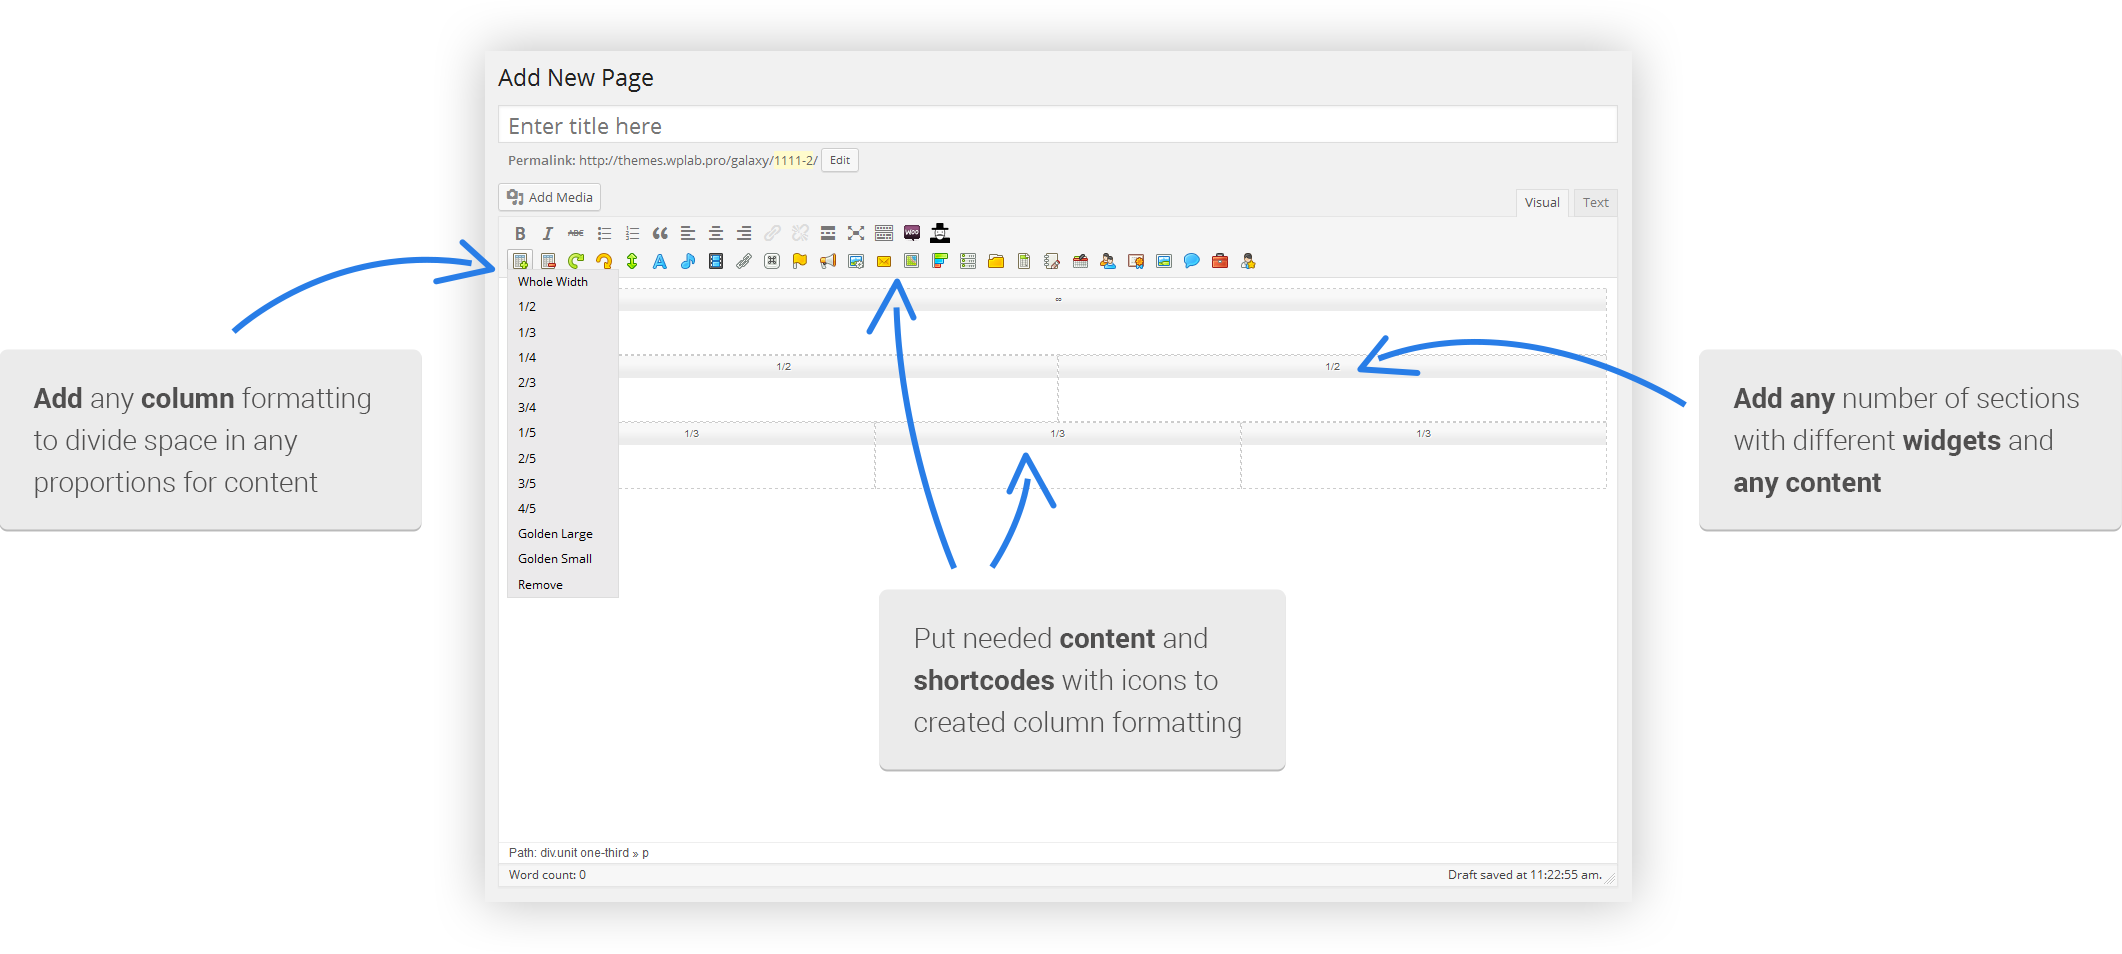 Add New Page
Enter title here
Permalink: http://themes.wplab.pro/galaxy/1111-2/ Edit
Add Media
Visual Text
B I ABC
WOO
A
Whole Width
1/2
1/3
1/4
2/3
3/4
1/5
2/5
3/5
4/5
Golden Large
Golden Small
Remove
∞
1/2 1/2
1/3 1/3 1/3
Add any column formatting
to divide space in any
proportions for content
Add any number of sections
with different widgets and
any content
Put needed content and
shortcodes with icons to
created column formatting
Path: div.unit one-third » p
Word count: 0
Draft saved at 11:22:55 am.